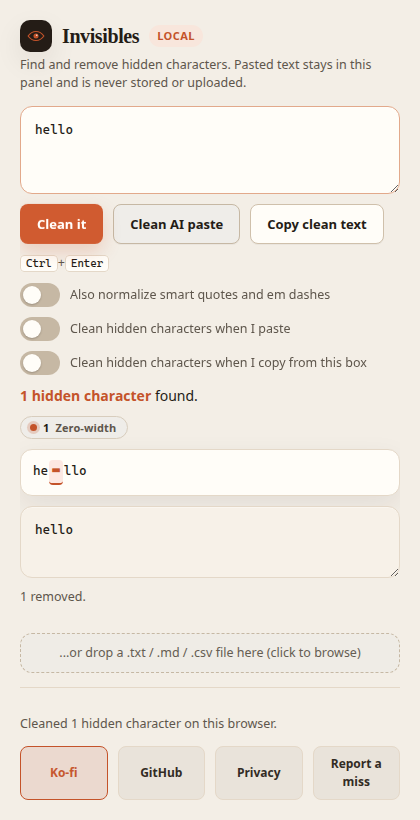 Invisibles LOCAL
Find and remove hidden characters. Pasted text stays in this
panel and is never stored or uploaded.
hello
Clean it Clean AI paste Copy clean text
Ctrl+Enter
Also normalize smart quotes and em dashes
Clean hidden characters when I paste
Clean hidden characters when I copy from this box
1 hidden character found.
1 Zero-width
hello
hello
1 removed.
...or drop a .txt / .md / .csv file here (click to browse)
Cleaned 1 hidden character on this browser.
Ko-fi GitHub Privacy Report a
miss